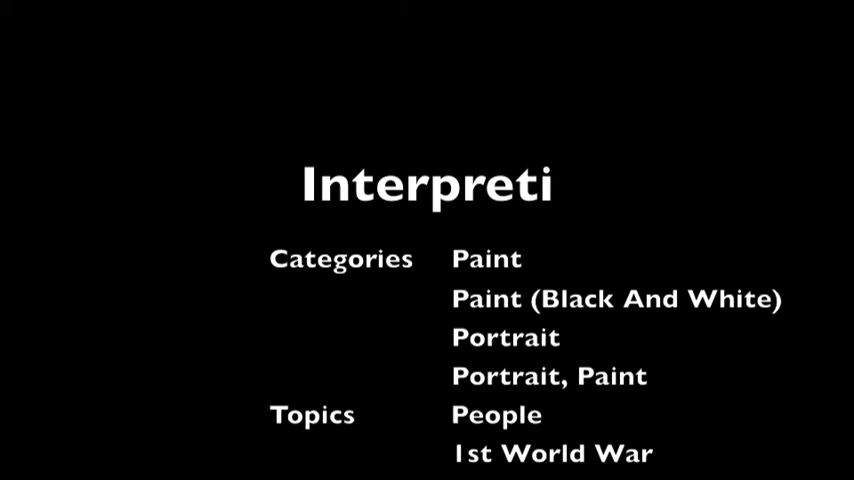 Interpreti
Categories Paint
Paint (Black And White)
Portrait
Portrait, Paint
Topics People
1st World War